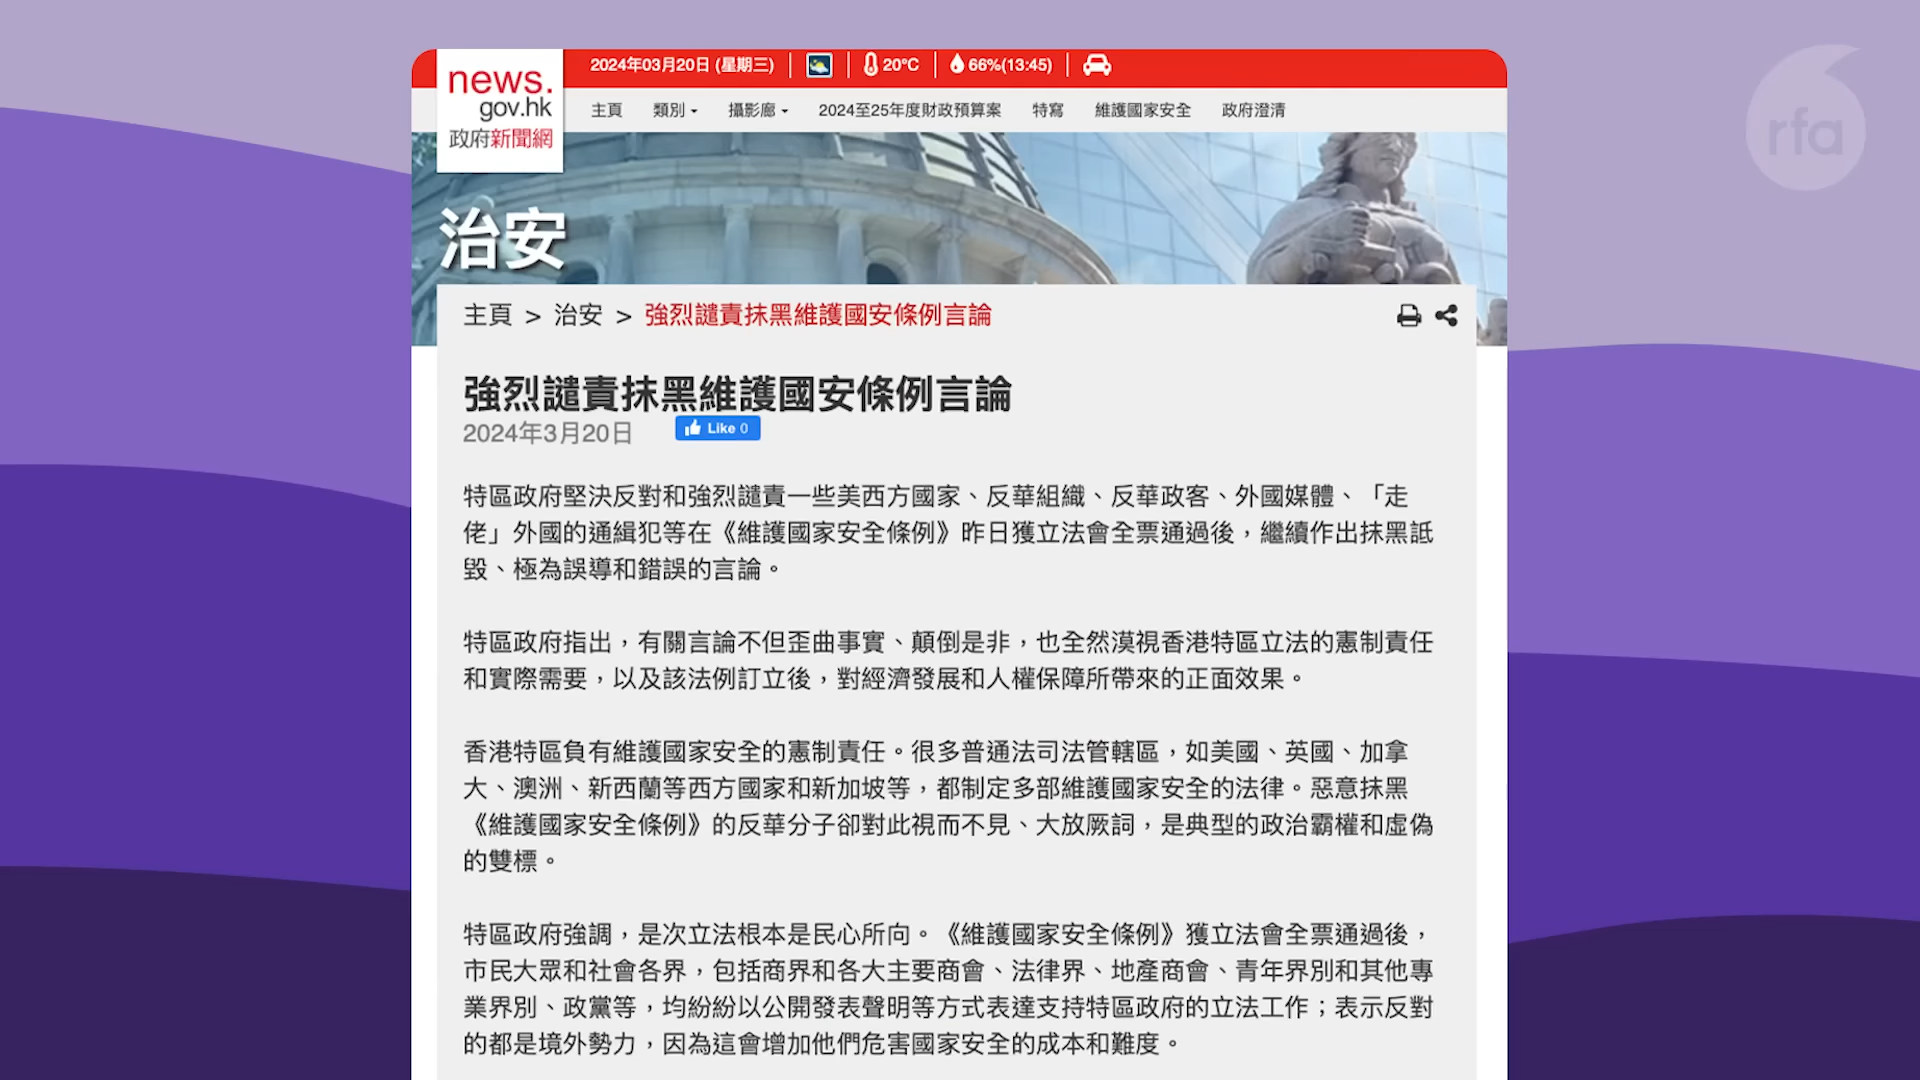 2024年03月20日 (星期三) 20°C 66%(13:45)
news.
gov.hk
政府新聞網
主頁 類別 攝影廊 2024至25年度財政預算案 特寫 維護國家安全 政府澄清
rfa
治安
主頁 > 治安 > 強烈譴責抹黑維護國安條例言論
強烈譴責抹黑維護國安條例言論
2024年3月20日 Like 0
特區政府堅決反對和強烈譴責一些美西方國家、反華組織、反華政客、外國媒體、「走
佬」外國的通緝犯等在《維護國家安全條例》昨日獲立法會全票通過後，繼續作出抹黑詆
毀、極為誤導和錯誤的言論。
特區政府指出，有關言論不但歪曲事實、顛倒是非，也全然漠視香港特區立法的憲制責任
和實際需要，以及該法例訂立後，對經濟發展和人權保障所帶來的正面效果。
香港特區負有維護國家安全的憲制責任。很多普通法司法管轄區，如美國、英國、加拿
大、澳洲、新西蘭等西方國家和新加坡等，都制定多部維護國家安全的法律。惡意抹黑
《維護國家安全條例》的反華分子卻對此視而不見、大放厥詞，是典型的政治霸權和虛偽
的雙標。
特區政府強調，是次立法根本是民心所向。《維護國家安全條例》獲立法會全票通過後，
市民大眾和社會各界，包括商界和各大主要商會、法律界、地產商會、青年界別和其他專
業界別、政黨等，均紛紛以公開發表聲明等方式表達支持特區政府的立法工作；表示反對
的都是境外勢力，因為這會增加他們危害國家安全的成本和難度。